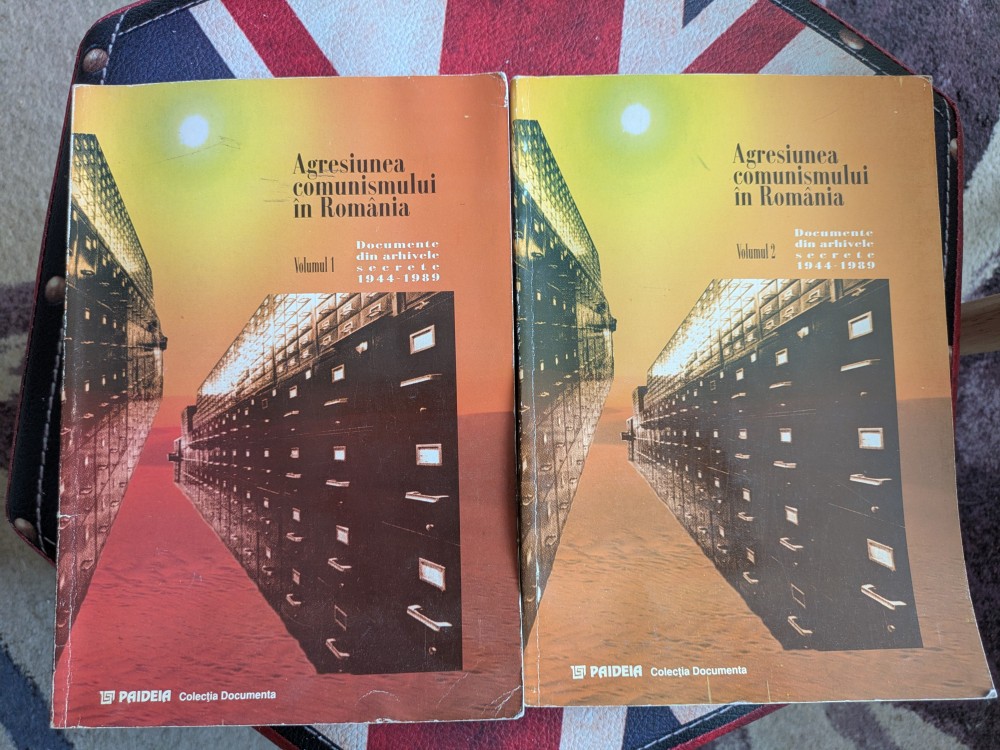 Agresiunea
comunismului
în România
Volumul 1
Documente
din arhivele
secrete
1944-1989
PAIDEIA Colecția Documenta
Agresiunea
comunismului
în România
Volumul 2
Documente
din arhivele
secrete
1944-1989
PAIDEIA Colecția Documenta